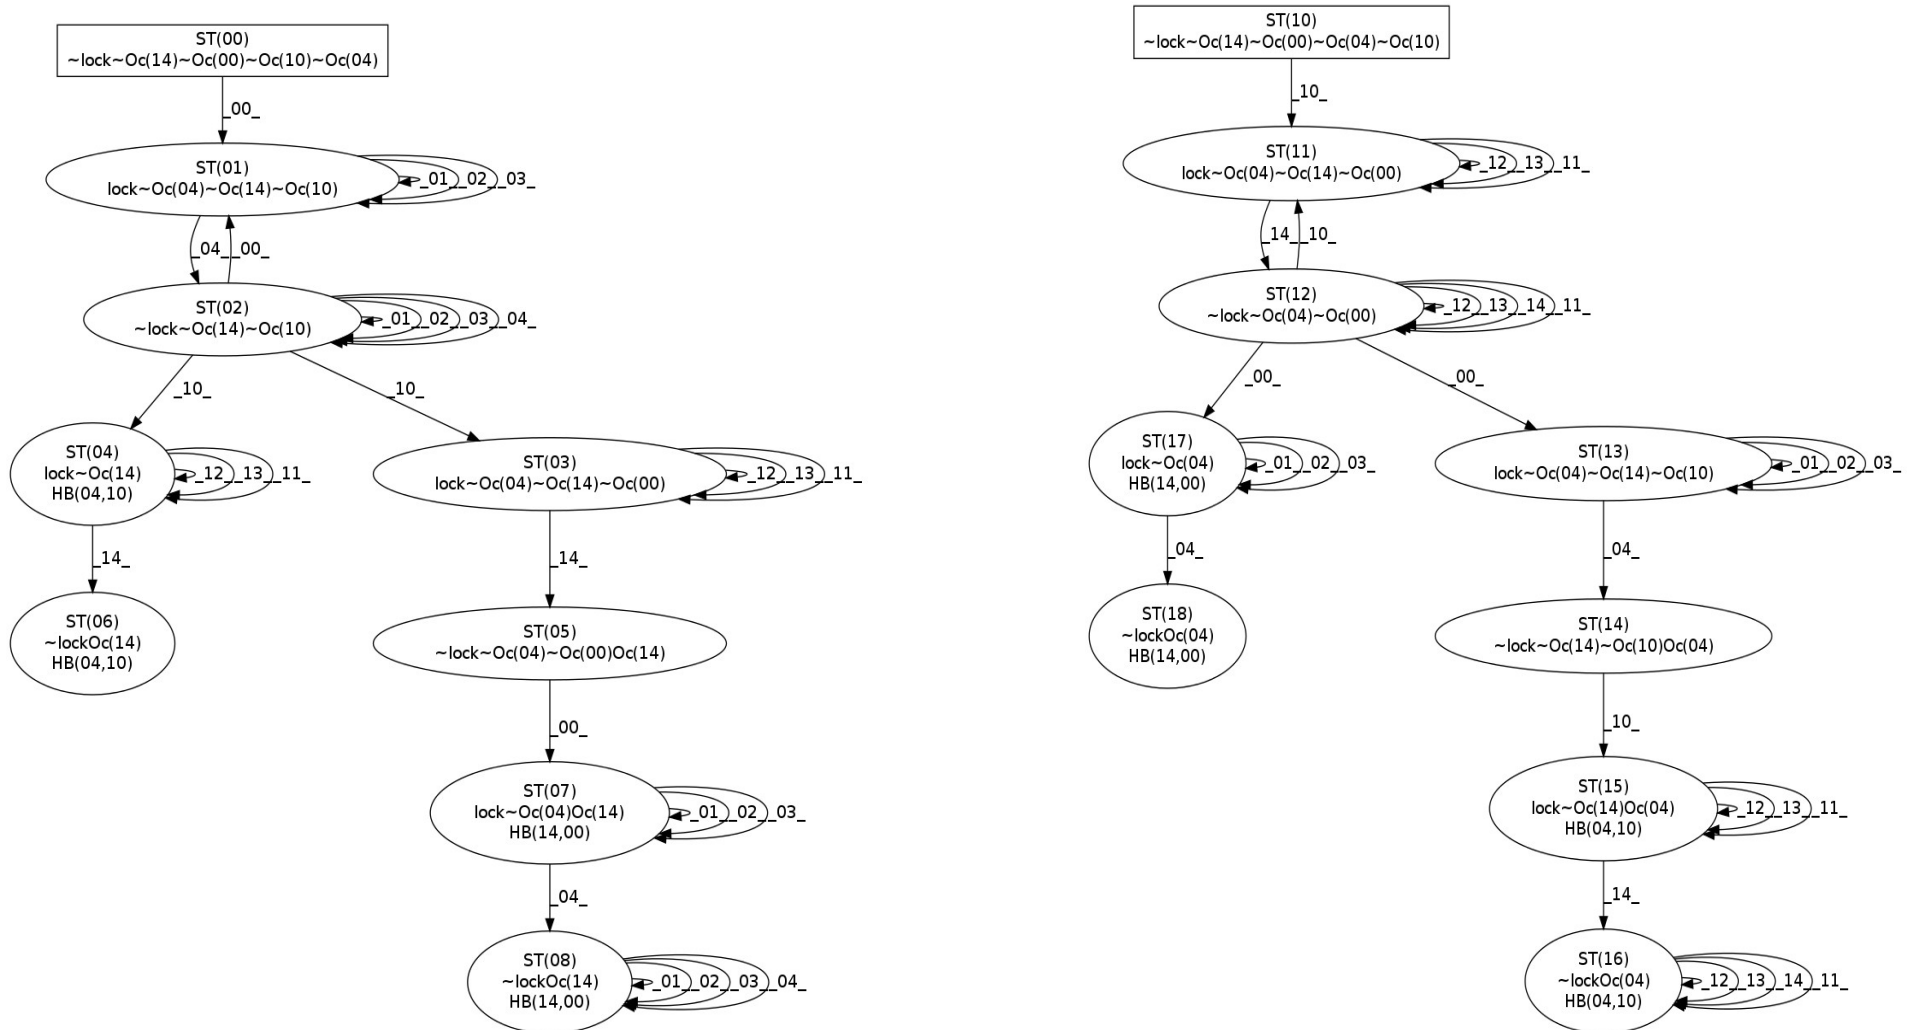 ST(00)
~lock~Oc(14)~Oc(00)~Oc(10)~Oc(04)
_00_
ST(01)
lock~Oc(04)~Oc(14)~Oc(10)
_01_ _02_ _03_
_04_ _00_
ST(02)
~lock~Oc(14)~Oc(10)
_01_ _02_ _03_ _04_
_10_ _10_
ST(04)
lock~Oc(14)
HB(04,10)
_12_ _13_ _11_
ST(03)
lock~Oc(04)~Oc(14)~Oc(00)
_12_ _13_ _11_
_14_ _14_
ST(06)
~lockOc(14)
HB(04,10)
ST(05)
~lock~Oc(04)~Oc(00)Oc(14)
_00_
ST(07)
lock~Oc(04)Oc(14)
HB(14,00)
_01_ _02_ _03_
_04_
ST(08)
~lockOc(14)
HB(14,00)
_01_ _02_ _03_ _04_
ST(10)
~lock~Oc(14)~Oc(00)~Oc(04)~Oc(10)
_10_
ST(11)
lock~Oc(04)~Oc(14)~Oc(00)
_12_ _13_ _11_
_14_ _10_
ST(12)
~lock~Oc(04)~Oc(00)
_12_ _13_ _14_ _11_
_00_ _00_
ST(17)
lock~Oc(04)
HB(14,00)
_01_ _02_ _03_
ST(13)
lock~Oc(04)~Oc(14)~Oc(10)
_01_ _02_ _03_
_04_ _04_
ST(18)
~lockOc(04)
HB(14,00)
ST(14)
~lock~Oc(14)~Oc(10)Oc(04)
_10_
ST(15)
lock~Oc(14)Oc(04)
HB(04,10)
_12_ _13_ _11_
_14_
ST(16)
~lockOc(04)
HB(04,10)
_12_ _13_ _14_ _11_